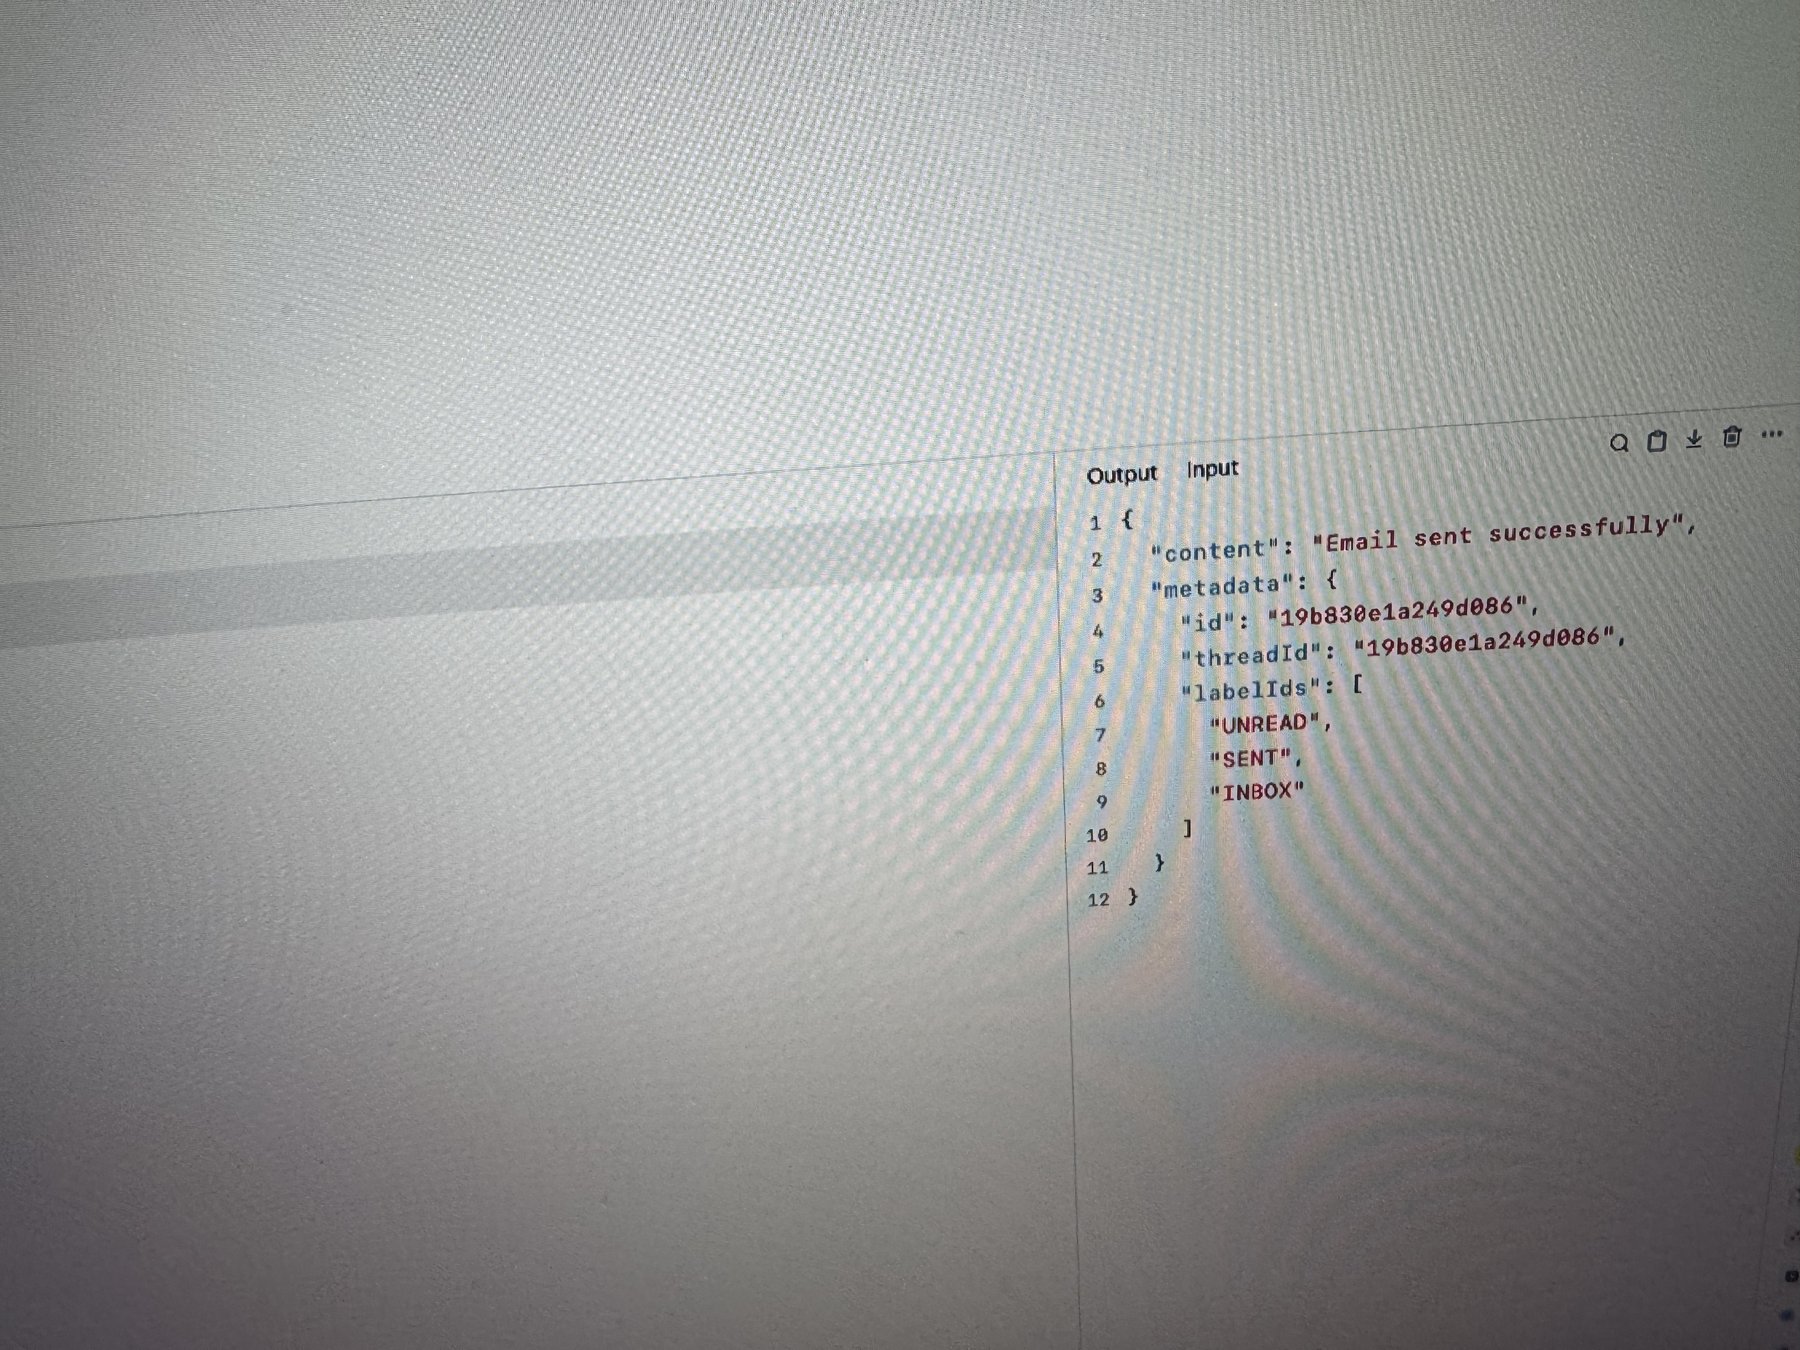 Output Input
1 {
2 "content": "Email sent successfully",
3 "metadata": {
4 "id": "19b830e1a249d086",
5 "threadId": "19b830e1a249d086",
6 "labelIds": [
7 "UNREAD",
8 "SENT",
9 "INBOX"
10 ]
11 }
12 }